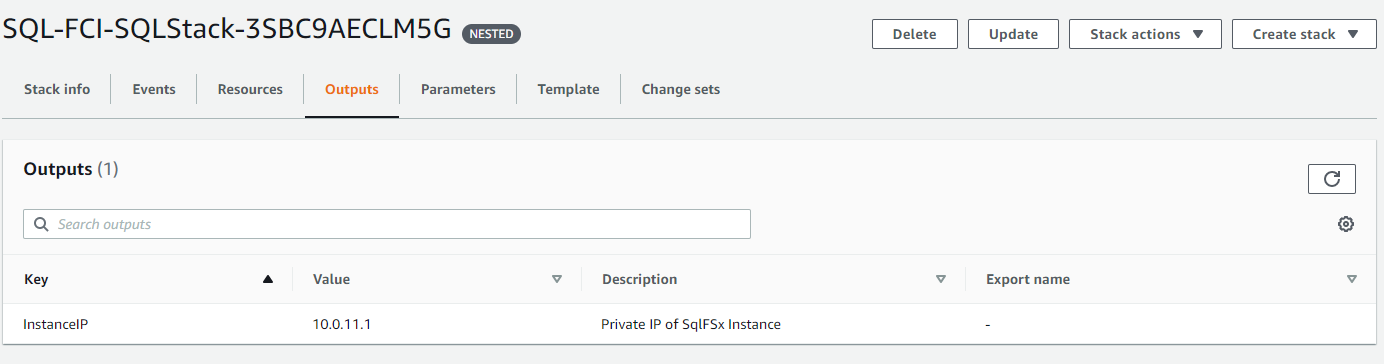 SQL-FCI-SQLStack-3SBC9AECLM5G NESTED Delete Update Stack actions Create stack
Stack info Events Resources Outputs Parameters Template Change sets
Outputs (1)
Search outputs
Key Value Description Export name
InstanceIP 10.0.11.1 Private IP of SqlFSx Instance -